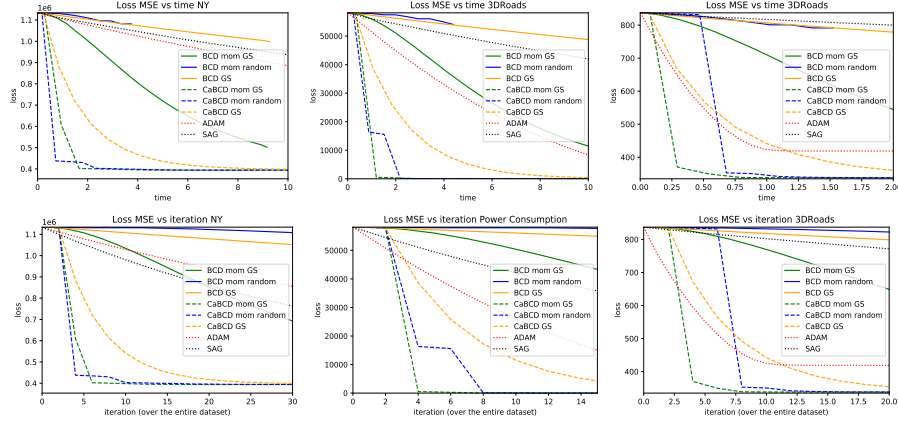 Loss MSE vs time NY
1e6
1.1
1.0
0.9
0.8
0.7
0.6
0.5
0.4
loss
0
2
4
6
8
10
time
BCD mom GS
BCD mom random
BCD GS
CaBCD mom GS
CaBCD mom random
CaBCD GS
ADAM
SAG
Loss MSE vs time 3DRoads
50000
40000
30000
20000
10000
0
loss
0
2
4
6
8
10
time
BCD mom GS
BCD mom random
BCD GS
CaBCD mom GS
CaBCD mom random
CaBCD GS
ADAM
SAG
Loss MSE vs time 3DRoads
800
700
600
500
400
loss
0.00
0.25
0.50
0.75
1.00
1.25
1.50
1.75
2.00
time
BCD mom GS
BCD mom random
BCD GS
CaBCD mom GS
CaBCD mom random
CaBCD GS
ADAM
SAG
Loss MSE vs iteration NY
1e6
1.1
1.0
0.9
0.8
0.7
0.6
0.5
0.4
loss
0
5
10
15
20
25
30
iteration (over the entire dataset)
BCD mom GS
BCD mom random
BCD GS
CaBCD mom GS
CaBCD mom random
CaBCD GS
ADAM
SAG
Loss MSE vs iteration Power Consumption
50000
40000
30000
20000
10000
0
loss
0
2
4
6
8
10
12
14
iteration (over the entire dataset)
BCD mom GS
BCD mom random
BCD GS
CaBCD mom GS
CaBCD mom random
CaBCD GS
ADAM
SAG
Loss MSE vs iteration 3DRoads
800
700
600
500
400
loss
0.0
2.5
5.0
7.5
10.0
12.5
15.0
17.5
20.0
iteration (over the entire dataset)
BCD mom GS
BCD mom random
BCD GS
CaBCD mom GS
CaBCD mom random
CaBCD GS
ADAM
SAG